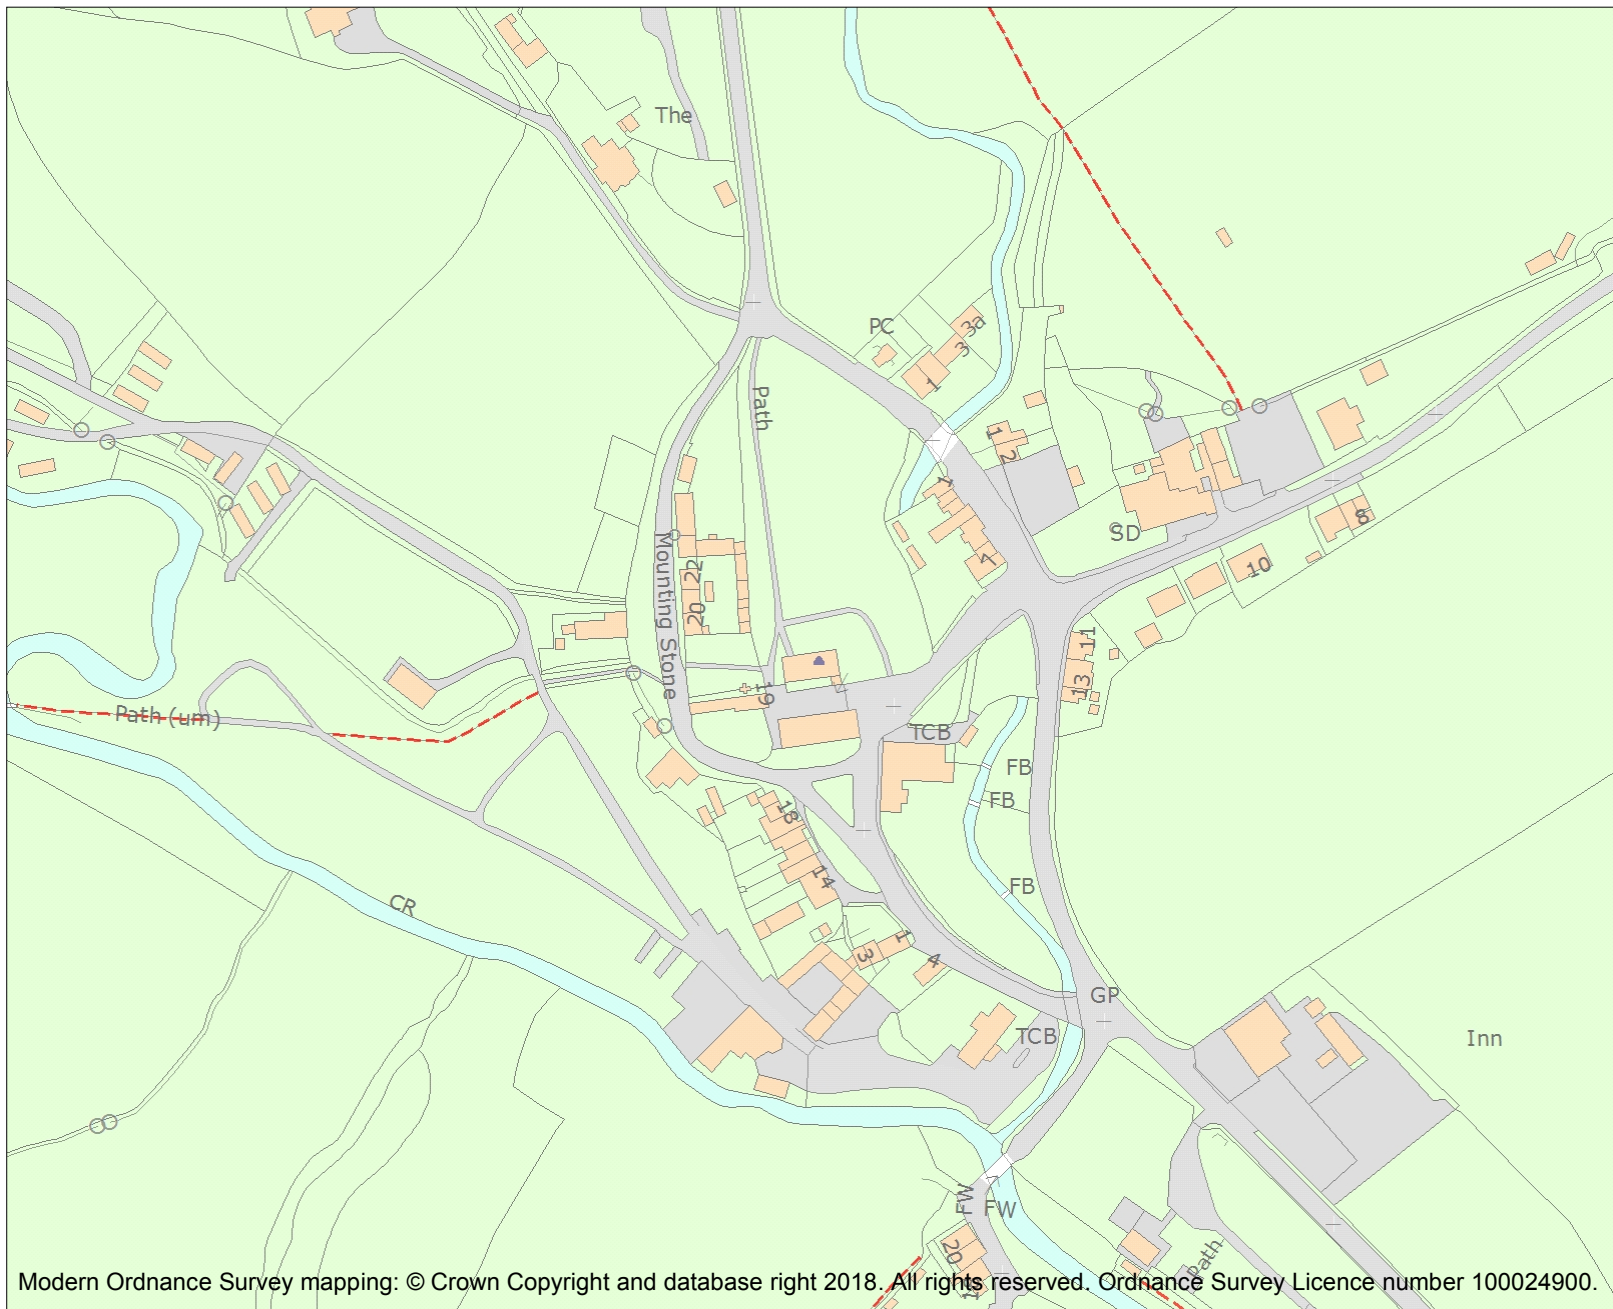 The
PC
3a
3
1
Path
1
2
1
4
SD
8
10
Mounting Stone
22
20
11
13
19
Path (um)
TCB
FB
FB
18
14
FB
CR
1
3
4
GP
TCB
Inn
FW
FW
20
Path
Modern Ordnance Survey mapping: © Crown Copyright and database right 2018. All rights reserved. Ordnance Survey Licence number 100024900.